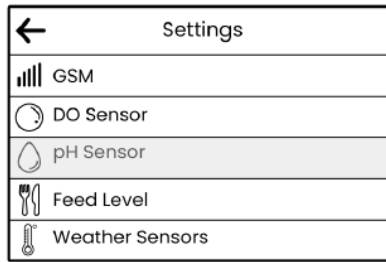 Settings
GSM
DO Sensor
pH Sensor
Feed Level
Weather Sensors